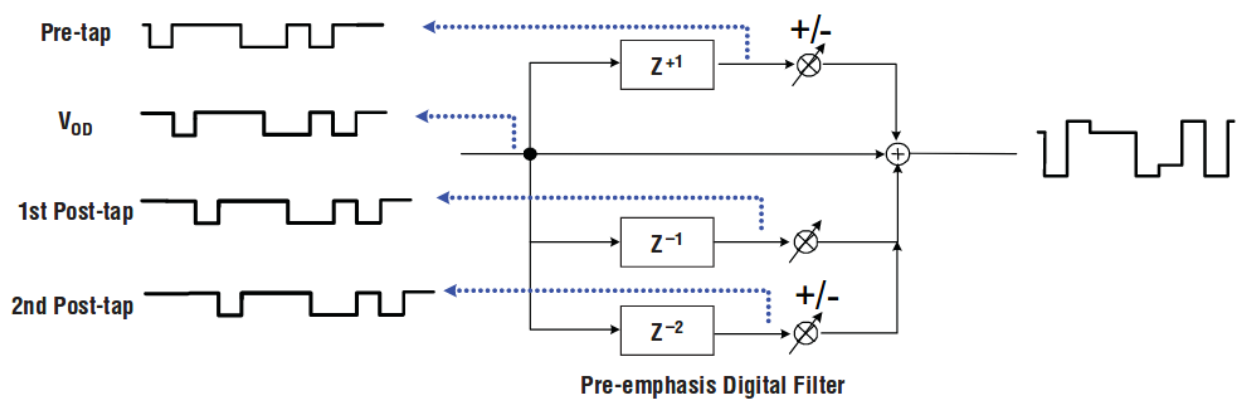 Pre-tap
+/-
Z+1
VOD
1st Post-tap
Z–1
+/-
2nd Post-tap
Z–2
Pre-emphasis Digital Filter